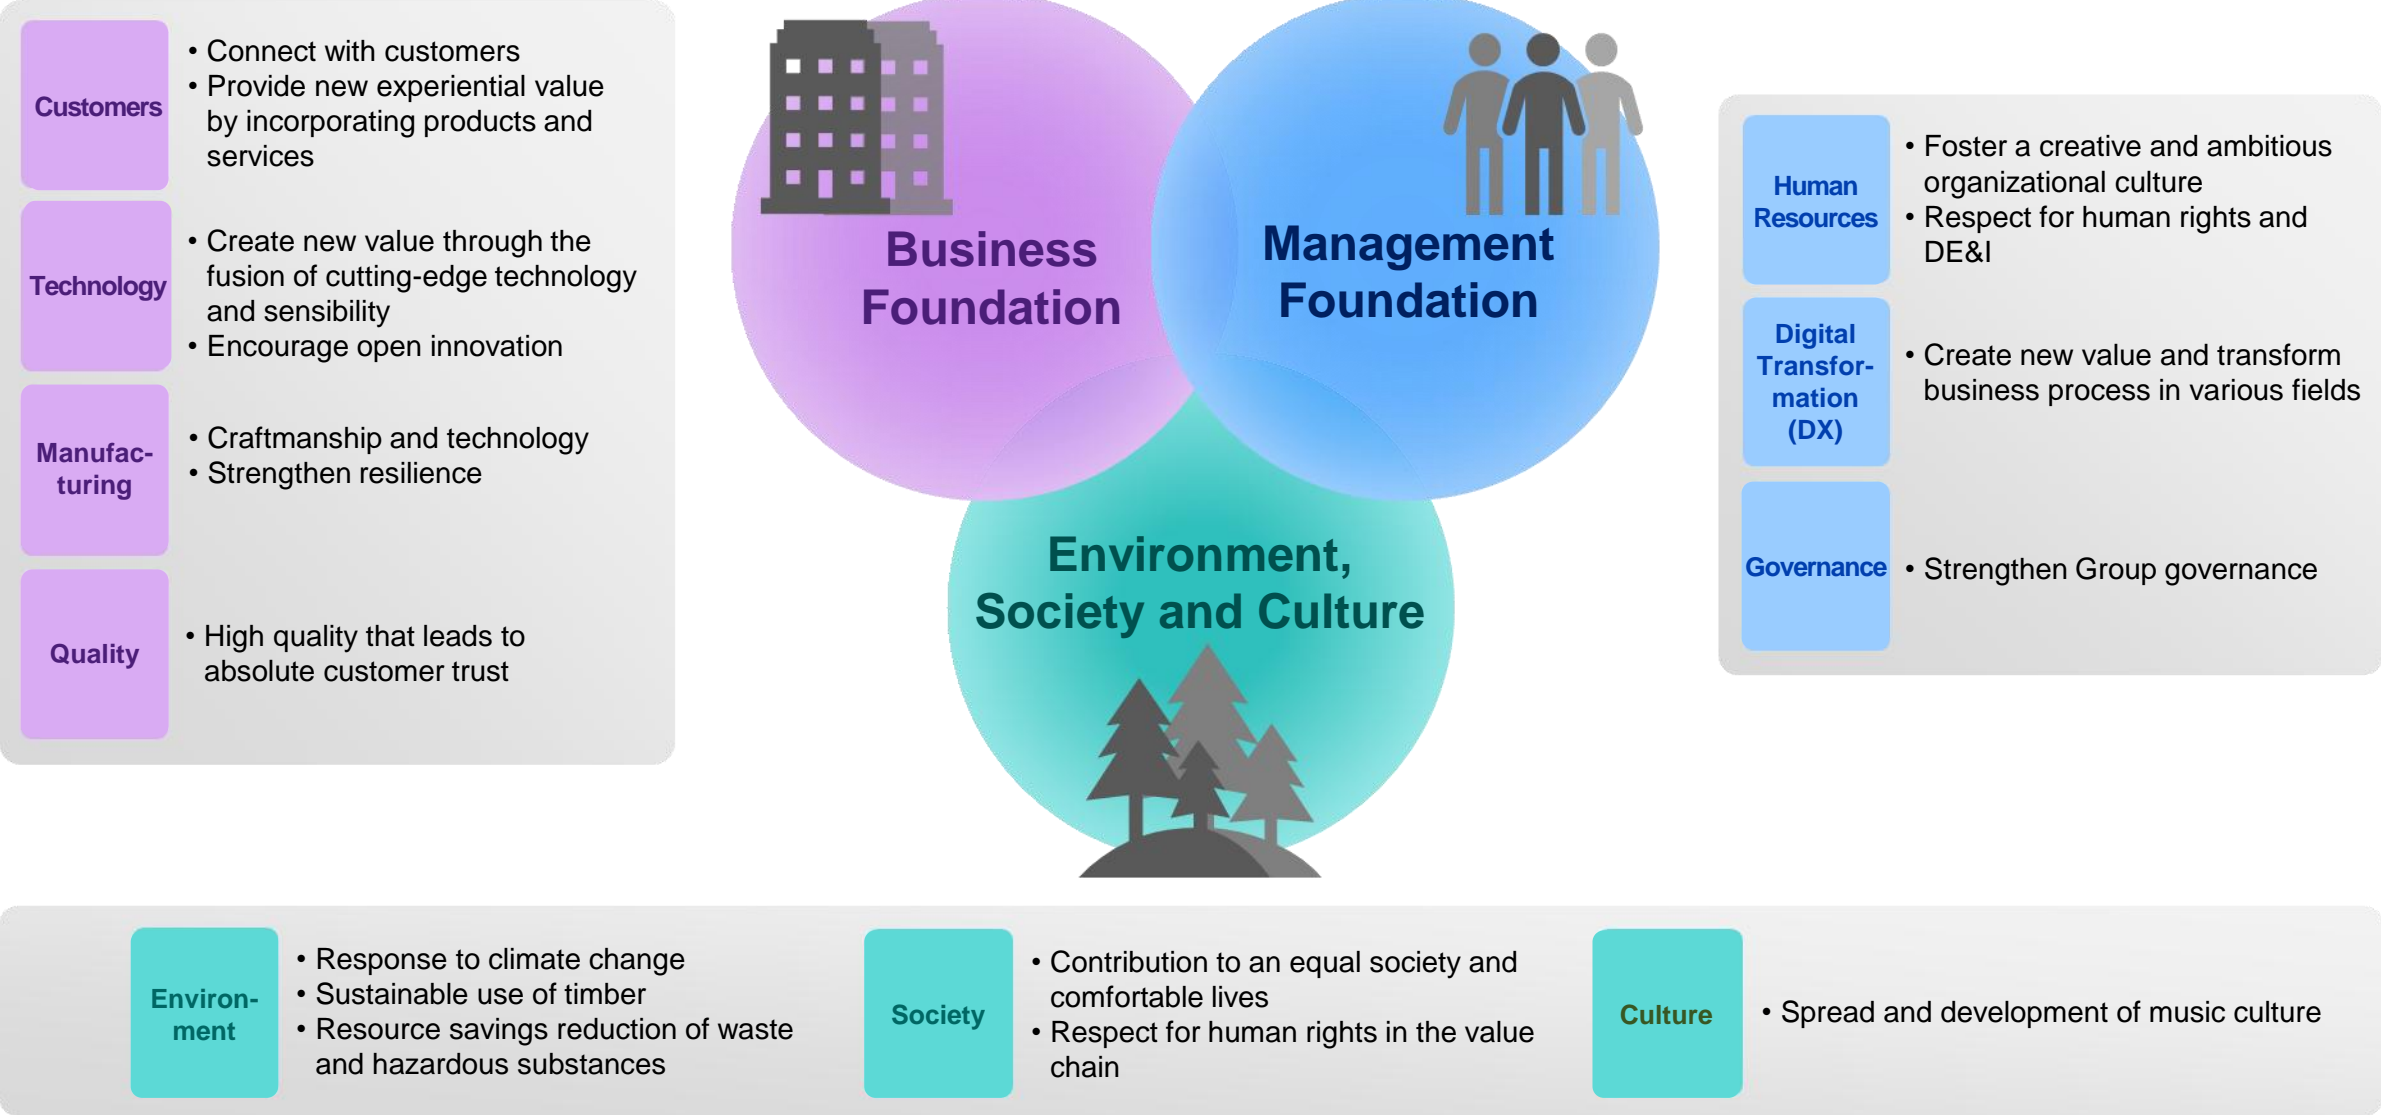 Customers
• Connect with customers
• Provide new experiential value
by incorporating products and
services
Technology
• Create new value through the
fusion of cutting-edge technology
and sensibility
• Encourage open innovation
Manufac-
turing
• Craftmanship and technology
• Strengthen resilience
Quality
• High quality that leads to
absolute customer trust
Business
Foundation
Management
Foundation
Environment,
Society and Culture
Human
Resources
• Foster a creative and ambitious
organizational culture
• Respect for human rights and
DE&I
Digital
Transfor-
mation
(DX)
• Create new value and transform
business process in various fields
Governance
• Strengthen Group governance
Environ-
ment
• Response to climate change
• Sustainable use of timber
• Resource savings reduction of waste
and hazardous substances
Society
• Contribution to an equal society and
comfortable lives
• Respect for human rights in the value
chain
Culture
• Spread and development of music culture